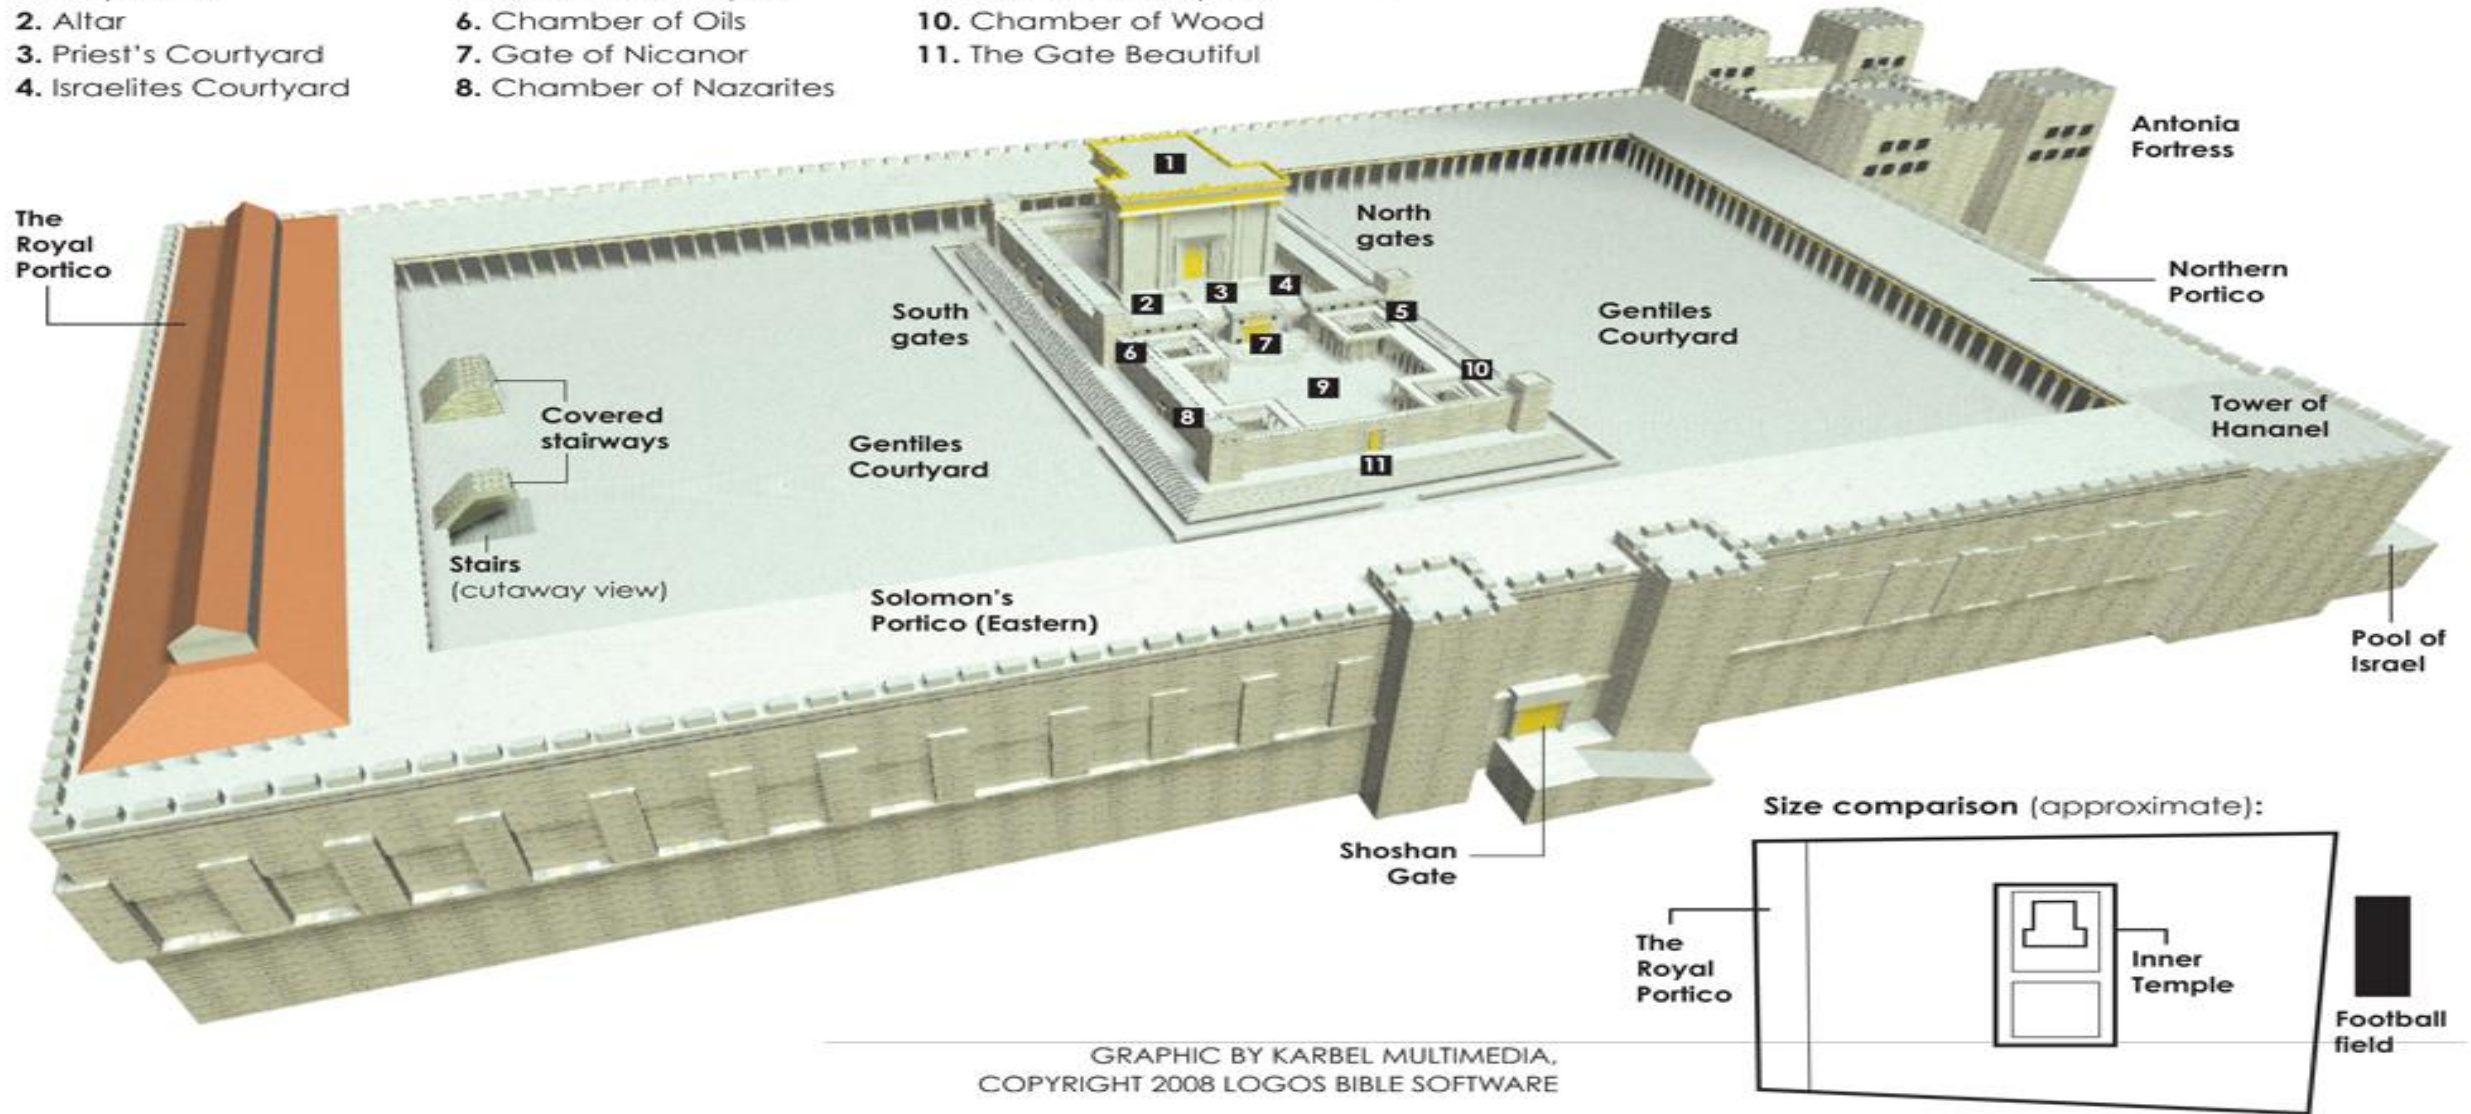 2. Altar
3. Priest's Courtyard
4. Israelites Courtyard
6. Chamber of Oils
7. Gate of Nicanor
8. Chamber of Nazarites
10. Chamber of Wood
11. The Gate Beautiful
Antonia
Fortress
1
The
Royal
Portico
North
gates
Northern
Portico
South
gates
2
3
4
5
Gentiles
Courtyard
6
7
8
9
10
11
Covered
stairways
Gentiles
Courtyard
Tower of
Hananel
Stairs
(cutaway view)
Solomon's
Portico (Eastern)
Pool of
Israel
Shoshan
Gate
Size comparison (approximate):
The
Royal
Portico
Inner
Temple
Football
field
GRAPHIC BY KARBEL MULTIMEDIA,
COPYRIGHT 2008 LOGOS BIBLE SOFTWARE